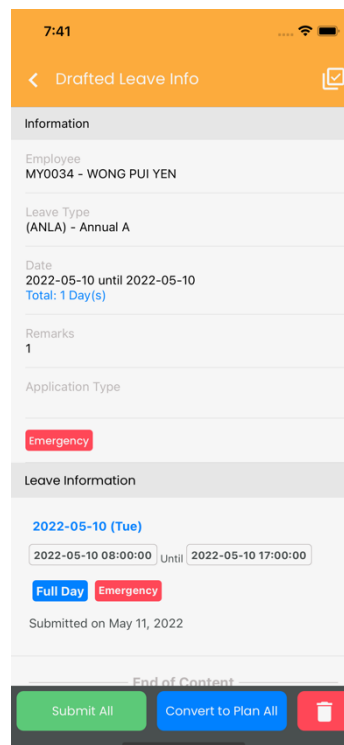 7:41
Drafted Leave Info
Information
Employee
MY0034 - WONG PUI YEN
Leave Type
(ANLA) - Annual A
Date
2022-05-10 until 2022-05-10
Total: 1 Day(s)
Remarks
1
Application Type
Emergency
Leave Information
2022-05-10 (Tue)
2022-05-10 08:00:00 Until 2022-05-10 17:00:00
Full Day Emergency
Submitted on May 11, 2022
End of Content
Submit All Convert to Plan All